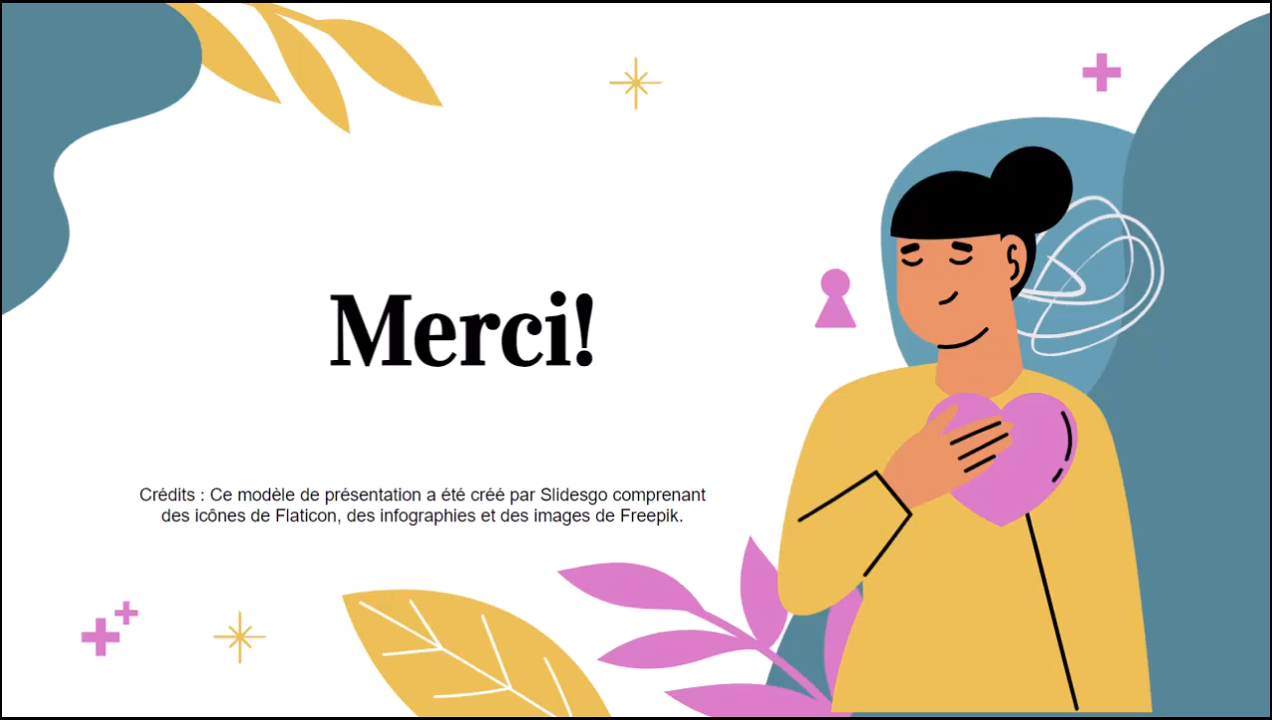 Merci!
Crédits : Ce modèle de présentation a été créé par Slidesgo comprenant
des icônes de Flaticon, des infographies et des images de Freepik.